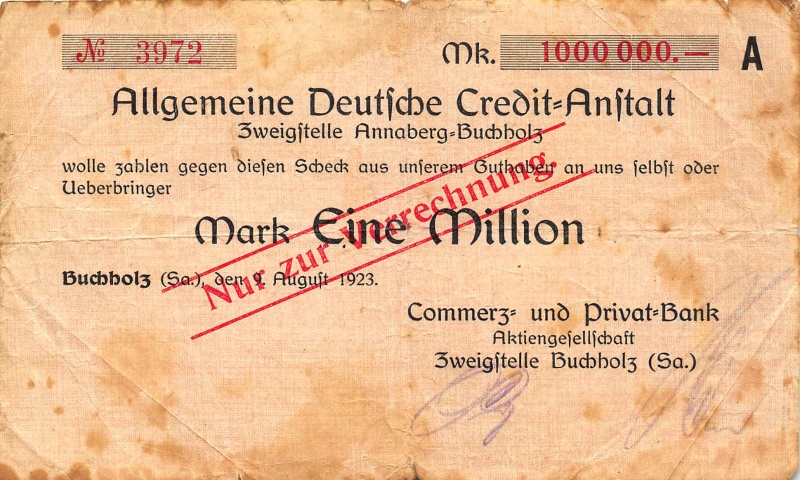 № 3972
Mk. 1000 000.— A
Allgemeine Deutſche Credit=Anſtalt
Zweigſtelle Annaberg=Buchholz
wolle zahlen gegen dieſen Scheck aus unſerem Guthaben an uns ſelbſt oder
Ueberbringer
Mark Eine Million
Nur zur Verrechnung.
Buchholz (Sa.), den 9. Auguſt 1923.
Commerz= und Privat=Bank
Aktiengeſellſchaft
Zweigſtelle Buchholz (Sa.)